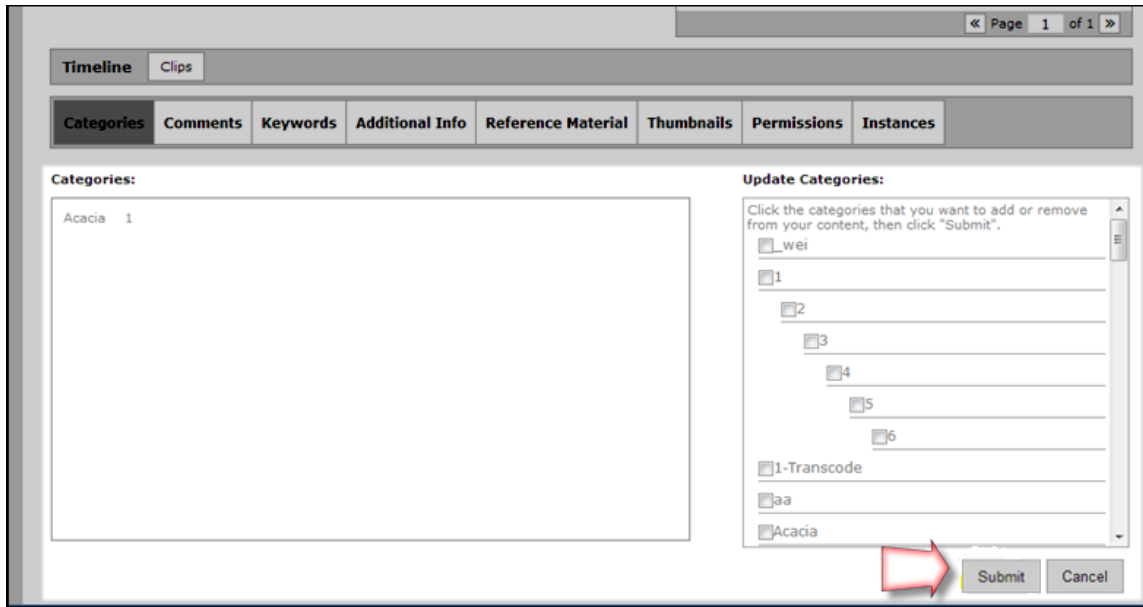 « Page 1 of 1 »
Timeline Clips
Categories Comments Keywords Additional Info Reference Material Thumbnails Permissions Instances
Categories:
Acacia 1
Update Categories:
Click the categories that you want to add or remove
from your content, then click "Submit".
_wei
1
2
3
4
5
6
1-Transcode
aa
Acacia
Submit Cancel